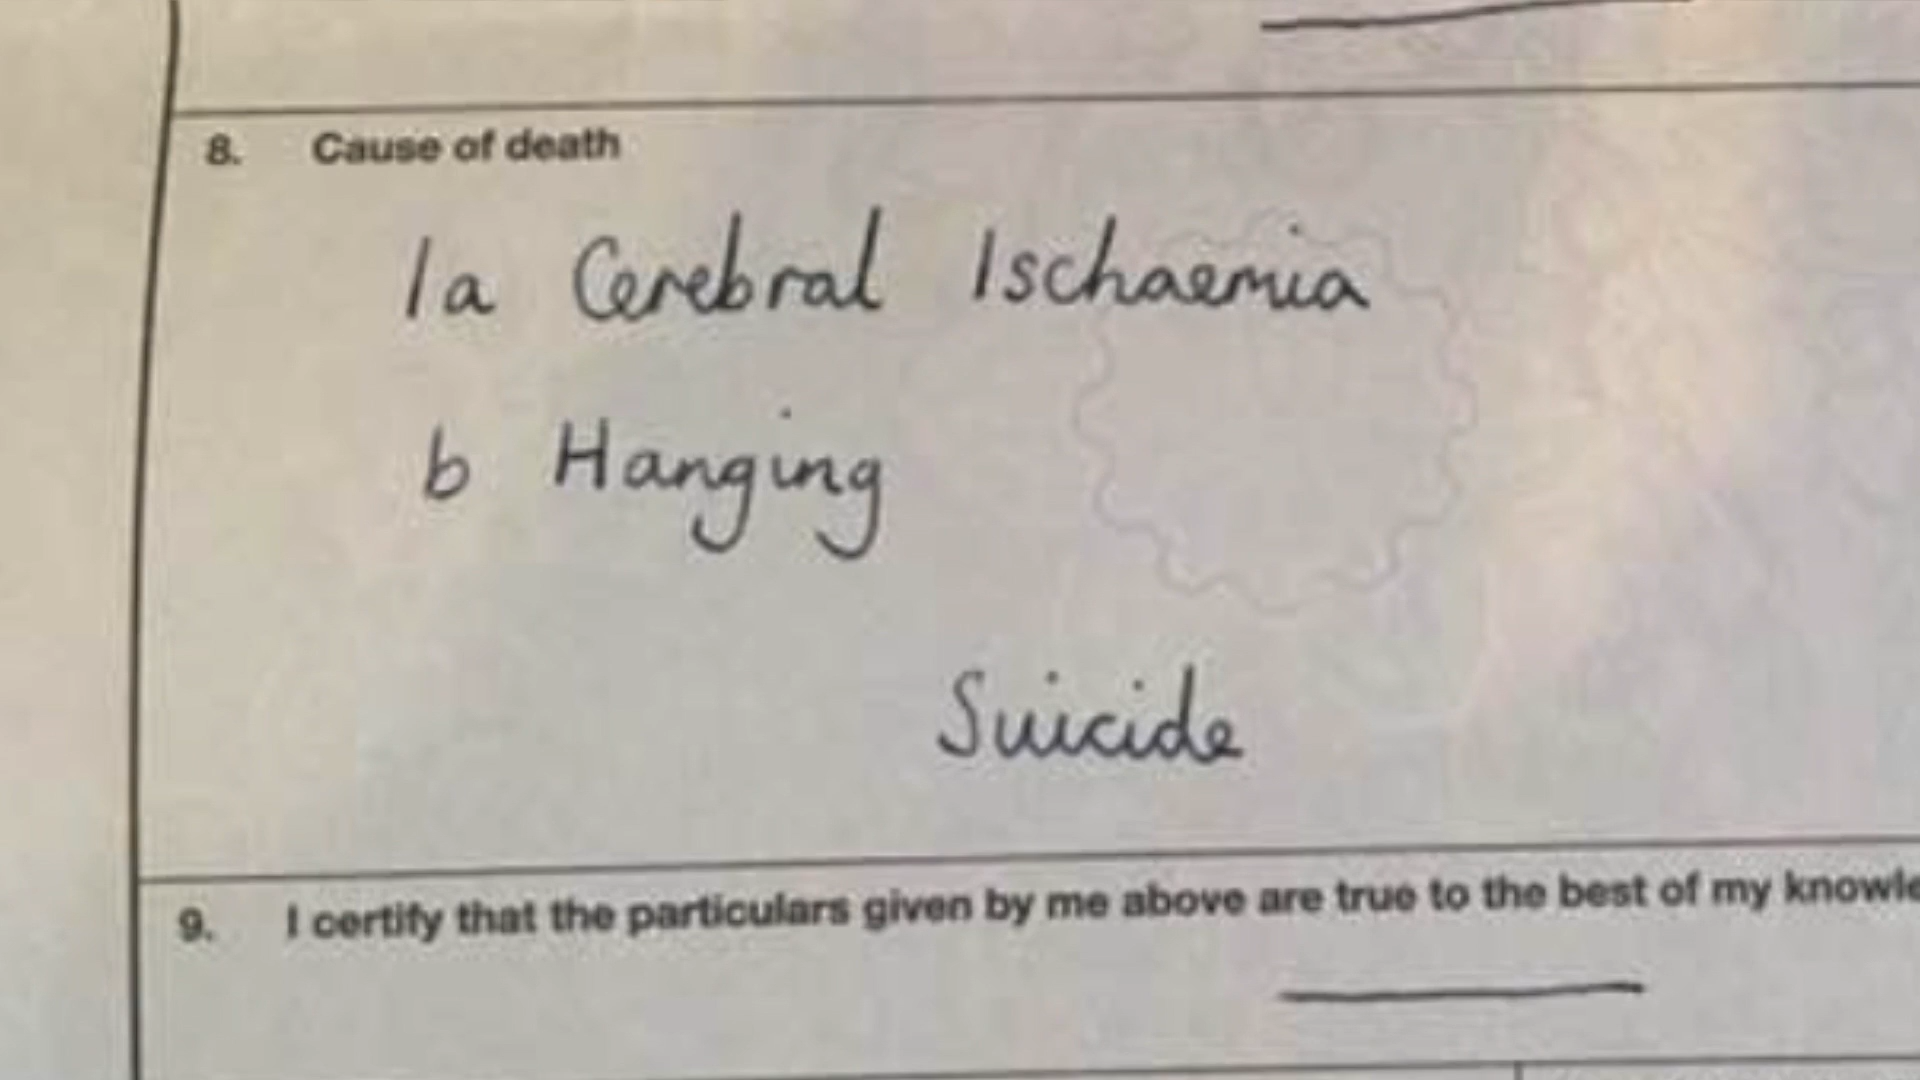 8. Cause of death
1a Cerebral Ischaemia
b Hanging
Suicide
9. I certify that the particulars given by me above are true to the best of my knowle